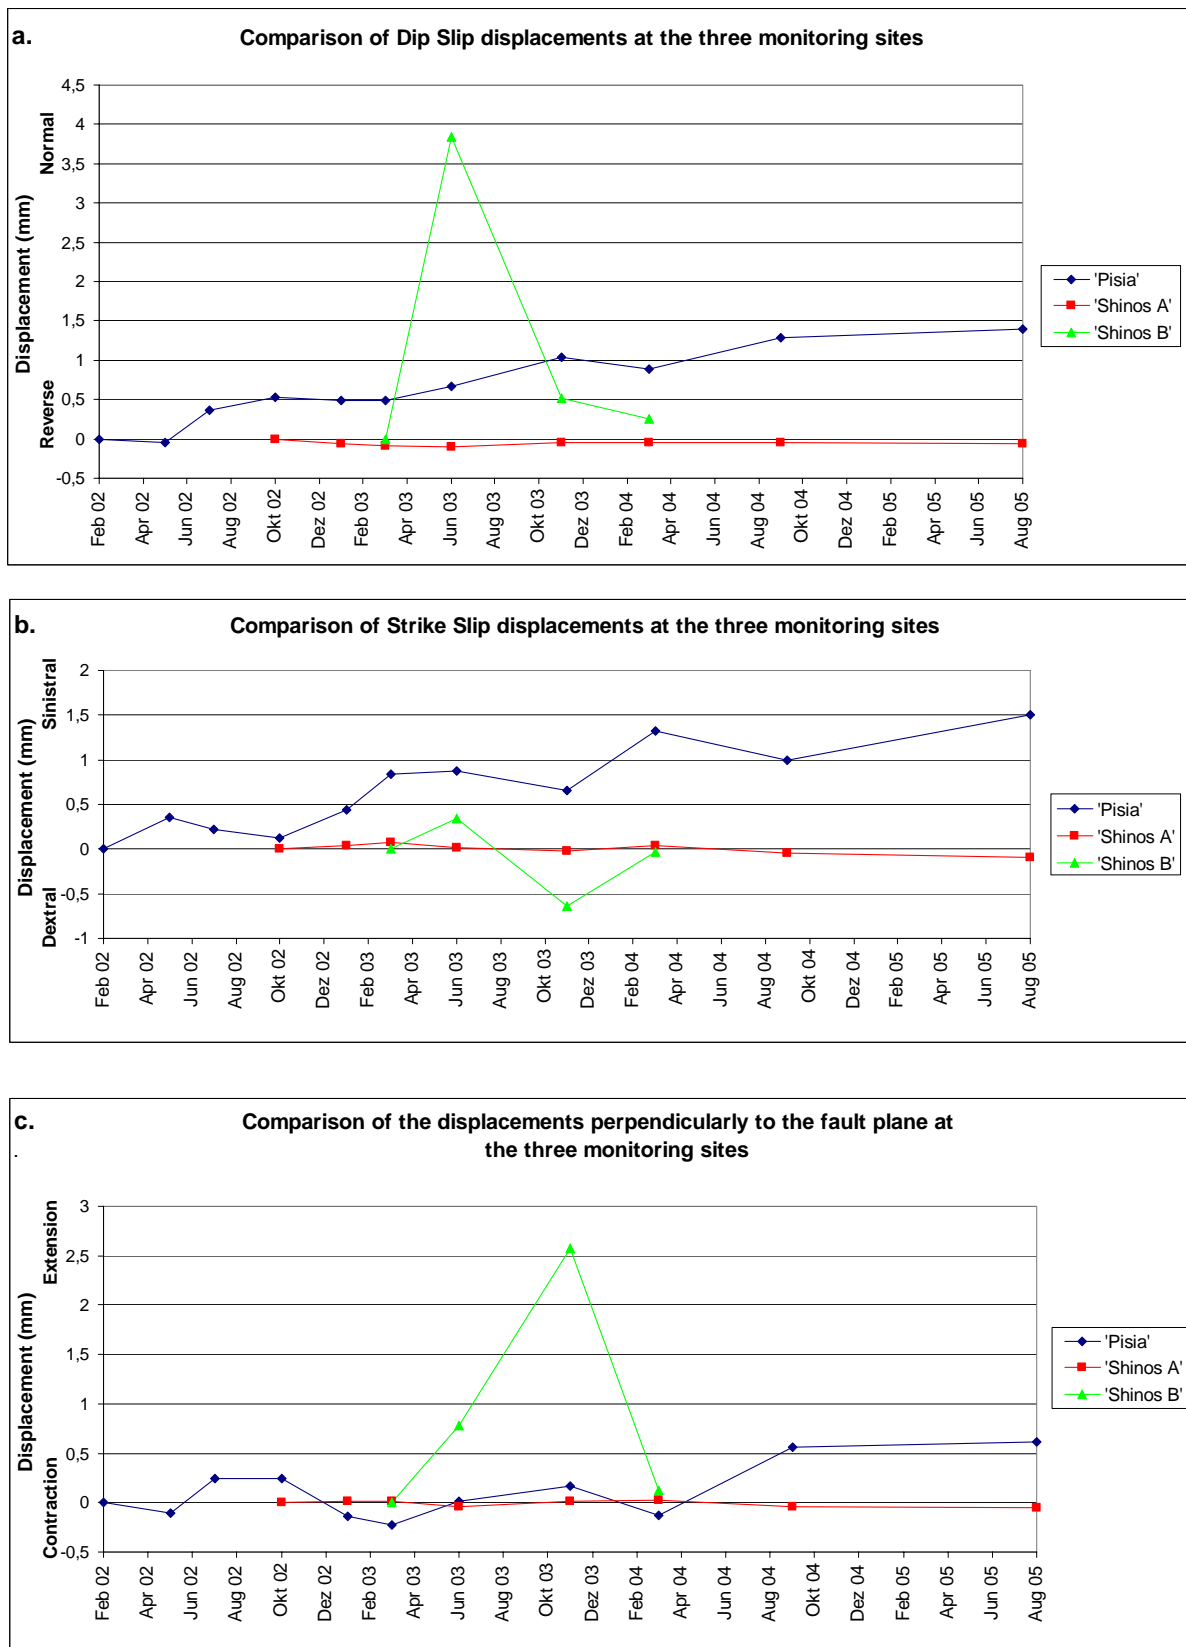 a.
Comparison of Dip Slip displacements at the three monitoring sites
Displacement (mm)
Reverse
Normal
4,5
4
3,5
3
2,5
2
1,5
1
0,5
0
-0,5
Feb 02
Apr 02
Jun 02
Aug 02
Okt 02
Dez 02
Feb 03
Apr 03
Jun 03
Aug 03
Okt 03
Dez 03
Feb 04
Apr 04
Jun 04
Aug 04
Okt 04
Dez 04
Feb 05
Apr 05
Jun 05
Aug 05
'Pisia'
'Shinos A'
'Shinos B'
b.
Comparison of Strike Slip displacements at the three monitoring sites
Displacement (mm)
Dextral
Sinistral
2
1,5
1
0,5
0
-0,5
-1
Feb 02
Apr 02
Jun 02
Aug 02
Okt 02
Dez 02
Feb 03
Apr 03
Jun 03
Aug 03
Okt 03
Dez 03
Feb 04
Apr 04
Jun 04
Aug 04
Okt 04
Dez 04
Feb 05
Apr 05
Jun 05
Aug 05
'Pisia'
'Shinos A'
'Shinos B'
c.
.
Comparison of the displacements perpendicularly to the fault plane at
the three monitoring sites
Displacement (mm)
Contraction
Extension
3
2,5
2
1,5
1
0,5
0
-0,5
Feb 02
Apr 02
Jun 02
Aug 02
Okt 02
Dez 02
Feb 03
Apr 03
Jun 03
Aug 03
Okt 03
Dez 03
Feb 04
Apr 04
Jun 04
Aug 04
Okt 04
Dez 04
Feb 05
Apr 05
Jun 05
Aug 05
'Pisia'
'Shinos A'
'Shinos B'